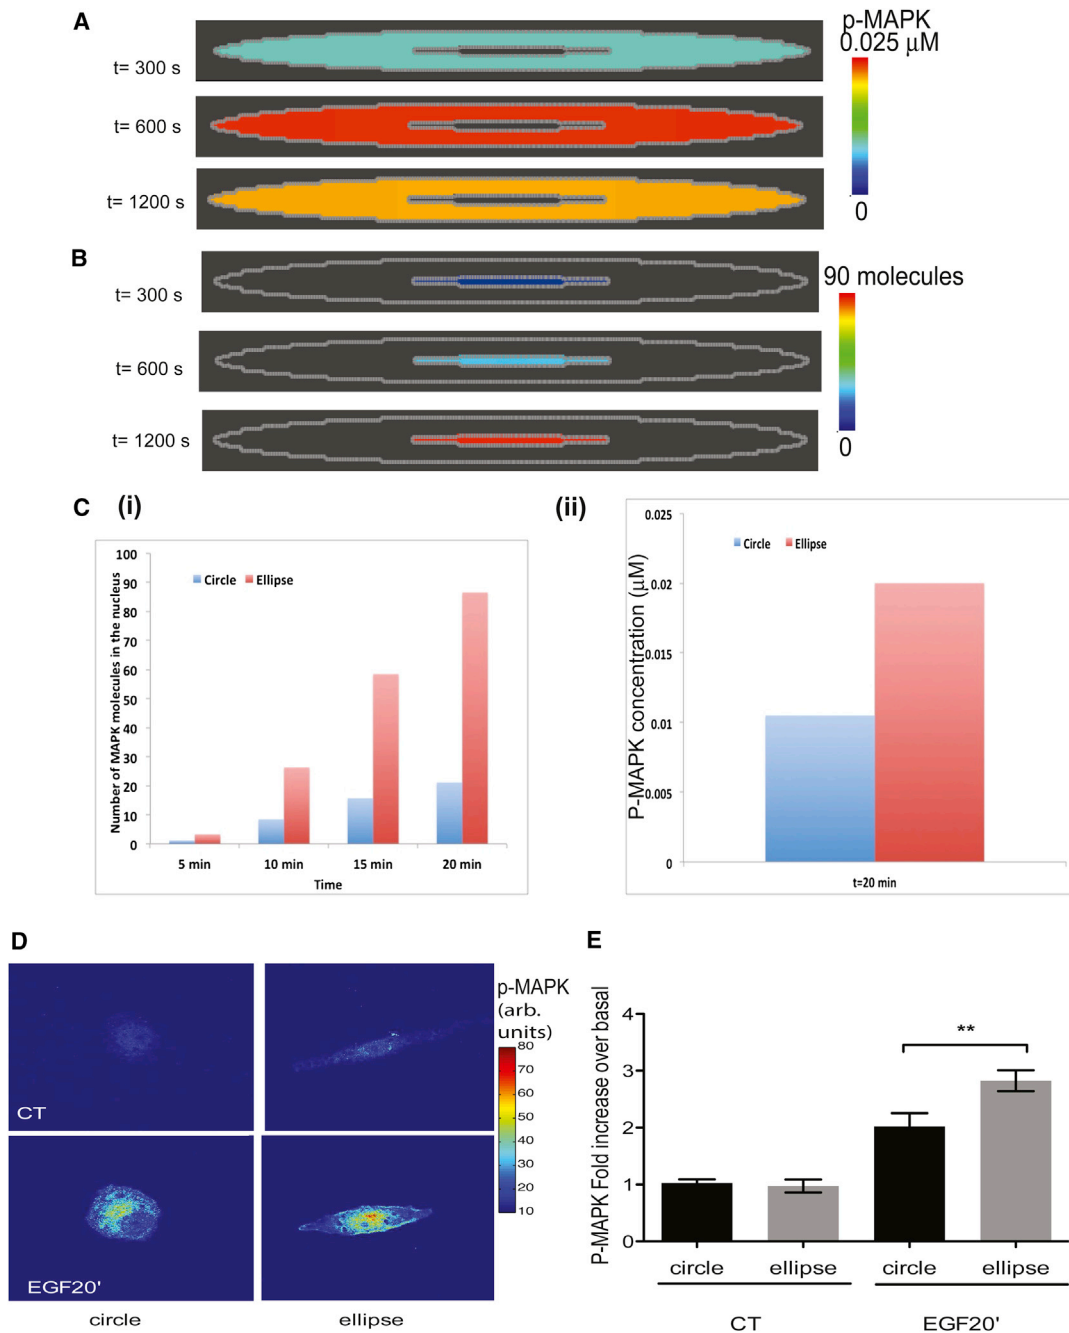 A
p-MAPK
0.025 μM
t= 300 s
t= 600 s
t= 1200 s
0
B
90 molecules
t= 300 s
t= 600 s
t= 1200 s
0
C (i)
Number of MAPK molecules in the nucleus
100
90
80
70
60
50
40
30
20
10
0
Circle Ellipse
5 min 10 min 15 min 20 min
Time
(ii)
P-MAPK concentration (μM)
0.025
0.02
0.015
0.01
0.005
0
Circle Ellipse
t=20 min
D
p-MAPK
(arb.
units)
80
70
60
50
40
30
20
10
CT
EGF20'
circle ellipse
E
P-MAPK Fold increase over basal
4
3
2
1
0
**
circle ellipse circle ellipse
CT EGF20'